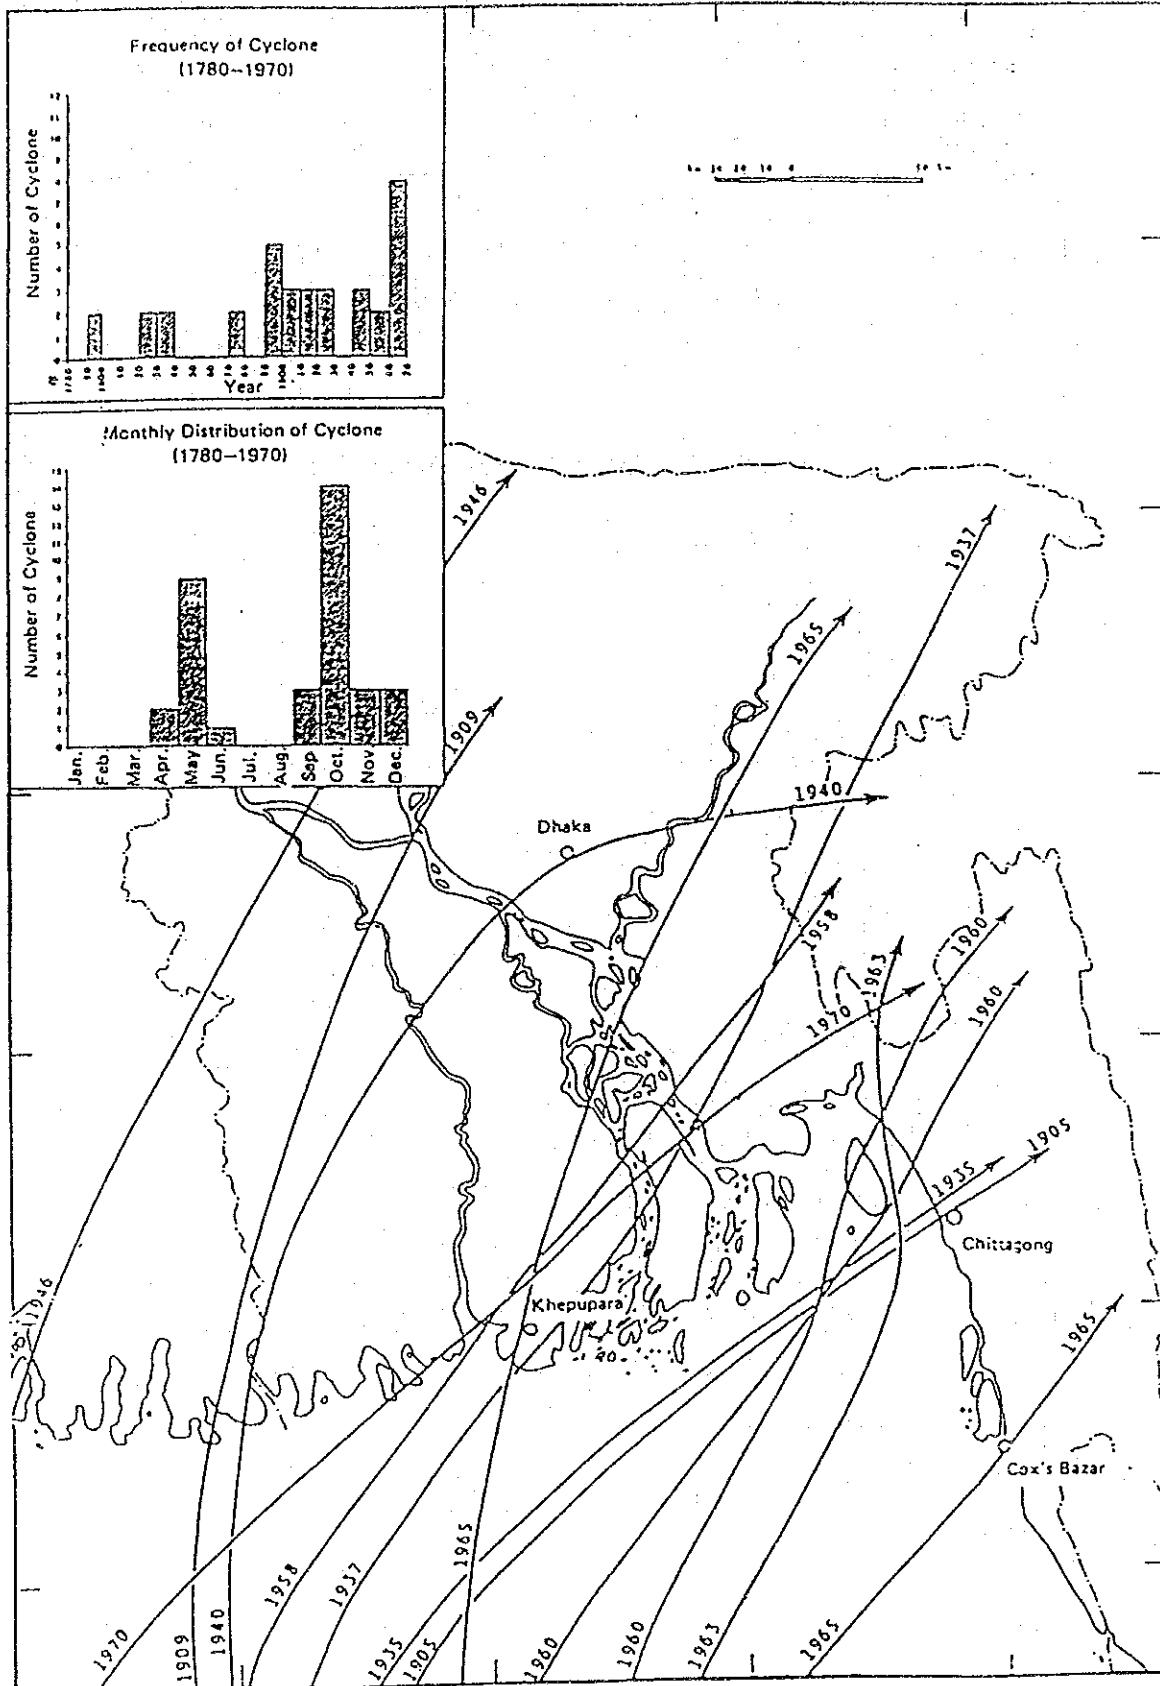 Frequency of Cyclone
(1780–1970)
Number of Cyclone
Year
Monthly Distribution of Cyclone
(1780–1970)
Number of Cyclone
Jan.
Feb.
Mar.
Apr.
May
Jun.
Jul.
Aug.
Sep
Oct.
Nov.
Dec.
1946
1937
1965
1909
1940
Dhaka
1958
1960
1963
1960
1970
1905
1935
Chittagong
Khepupara
1946
1965
Cox's Bazar
1970
1909
1940
1958
1937
1965
1935
1905
1960
1960
1963
1965